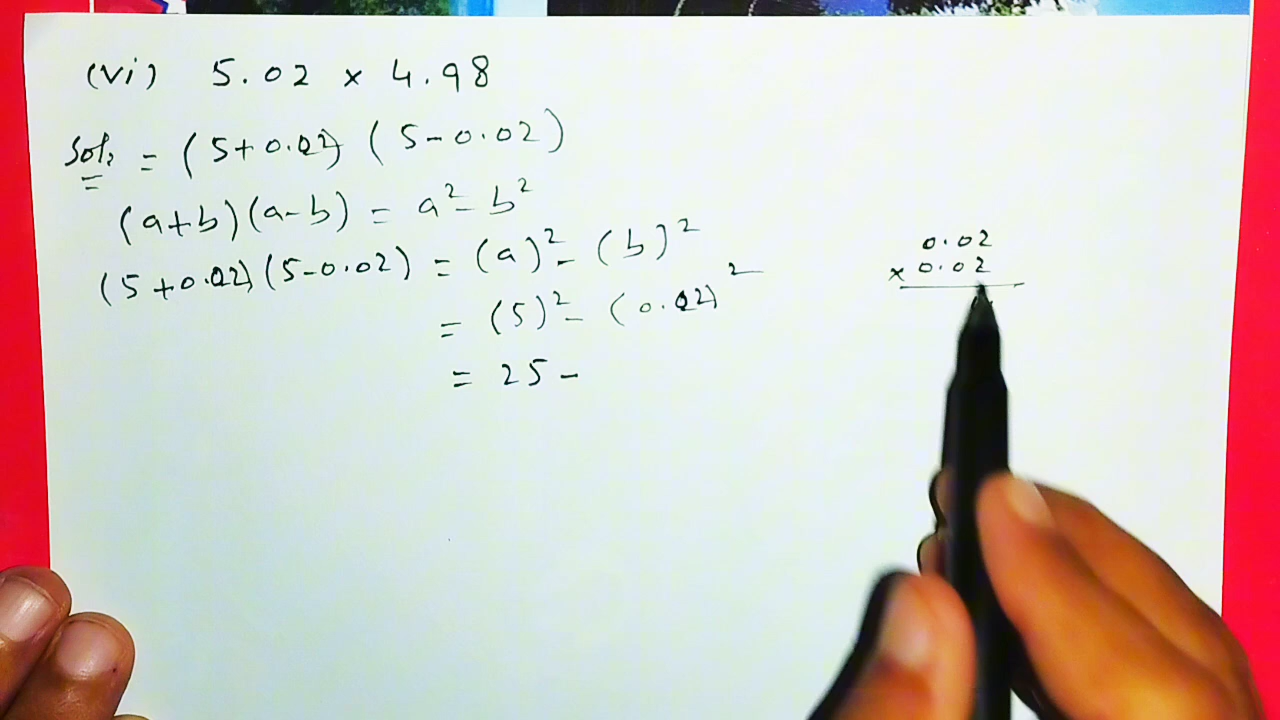 (vi) 5.02 × 4.98
Sol: = (5+0.02) (5-0.02)
(a+b)(a-b) = a² - b²
(5+0.02)(5-0.02) = (a)² - (b)²
= (5)² - (0.02)²
= 25 -
0.02
× 0.02